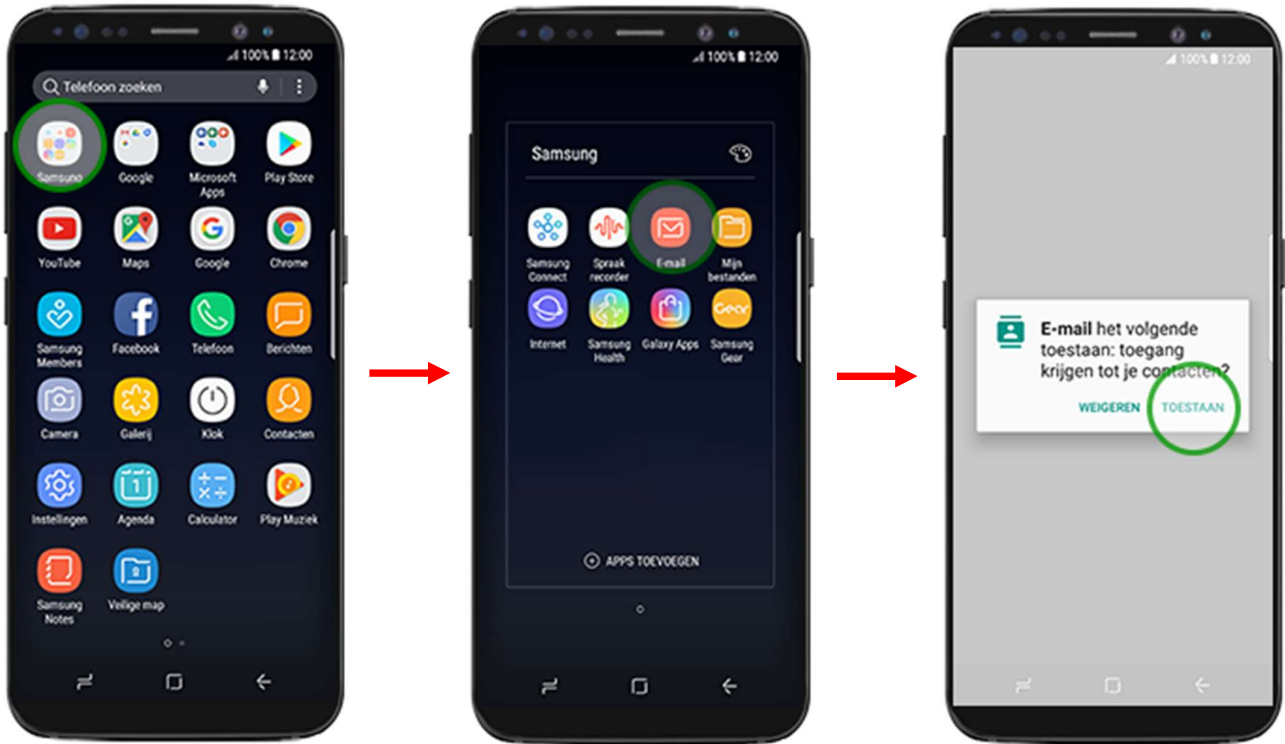 100% 12:00
Telefoon zoeken
Samsung
Google
Microsoft
Apps
Play Store
YouTube
Maps
Google
Chrome
Samsung
Members
Facebook
Telefoon
Berichten
Camera
Galerij
Klok
Contacten
Instellingen
Agenda
Calculator
Play Muziek
Samsung
Notes
Veilige map
100% 12:00
Samsung
Samsung
Connect
Spraak
recorder
E-mail
Mijn
bestanden
Internet
Samsung
Health
Galaxy Apps
Gear
Samsung
Gear
APPS TOEVOEGEN
100% 12:00
E-mail het volgende
toestaan: toegang
krijgen tot je contacten?
WEIGEREN TOESTAAN